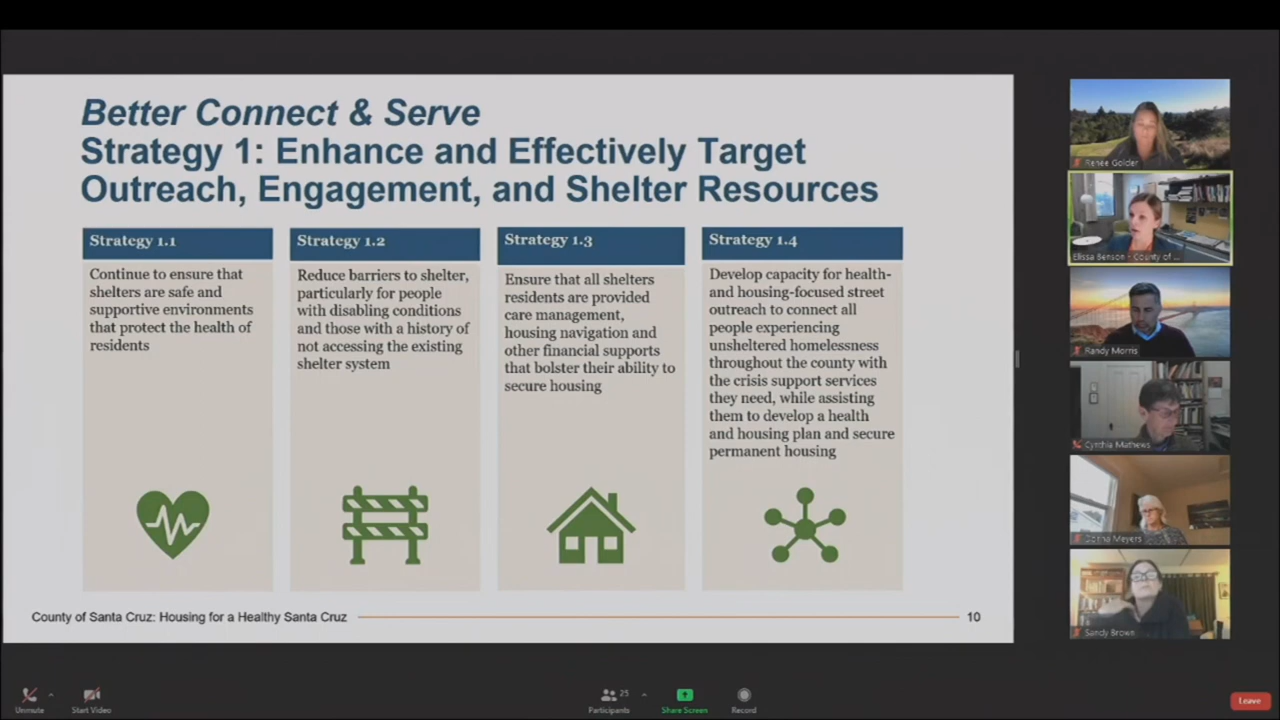 Better Connect & Serve
Strategy 1: Enhance and Effectively Target
Outreach, Engagement, and Shelter Resources
Strategy 1.1
Continue to ensure that
shelters are safe and
supportive environments
that protect the health of
residents
Strategy 1.2
Reduce barriers to shelter,
particularly for people
with disabling conditions
and those with a history of
not accessing the existing
shelter system
Strategy 1.3
Ensure that all shelters
residents are provided
care management,
housing navigation and
other financial supports
that bolster their ability to
secure housing
Strategy 1.4
Develop capacity for health-
and housing-focused street
outreach to connect all
people experiencing
unsheltered homelessness
throughout the county with
the crisis support services
they need, while assisting
them to develop a health
and housing plan and secure
permanent housing
County of Santa Cruz: Housing for a Healthy Santa Cruz
10
Renee Golder
Elissa Benson - County of ...
Randy Morris
Cynthia Mathews
Donna Meyers
Sandy Brown
Unmute
Start Video
25
Participants
Share Screen
Record
Leave